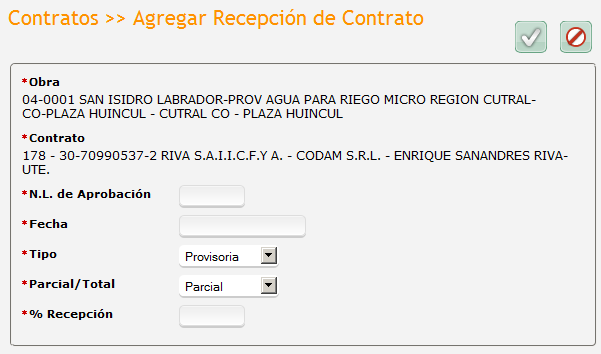 Contratos >> Agregar Recepción de Contrato
*Obra
04-0001 SAN ISIDRO LABRADOR-PROV AGUA PARA RIEGO MICRO REGION CUTRAL-
CO-PLAZA HUINCUL - CUTRAL CO - PLAZA HUINCUL
*Contrato
178 - 30-70990537-2 RIVA S.A.I.I.C.F.Y A. - CODAM S.R.L. - ENRIQUE SANANDRES RIVA-
UTE.
*N.L. de Aprobación
*Fecha
*Tipo Provisoria
*Parcial/Total Parcial
*% Recepción